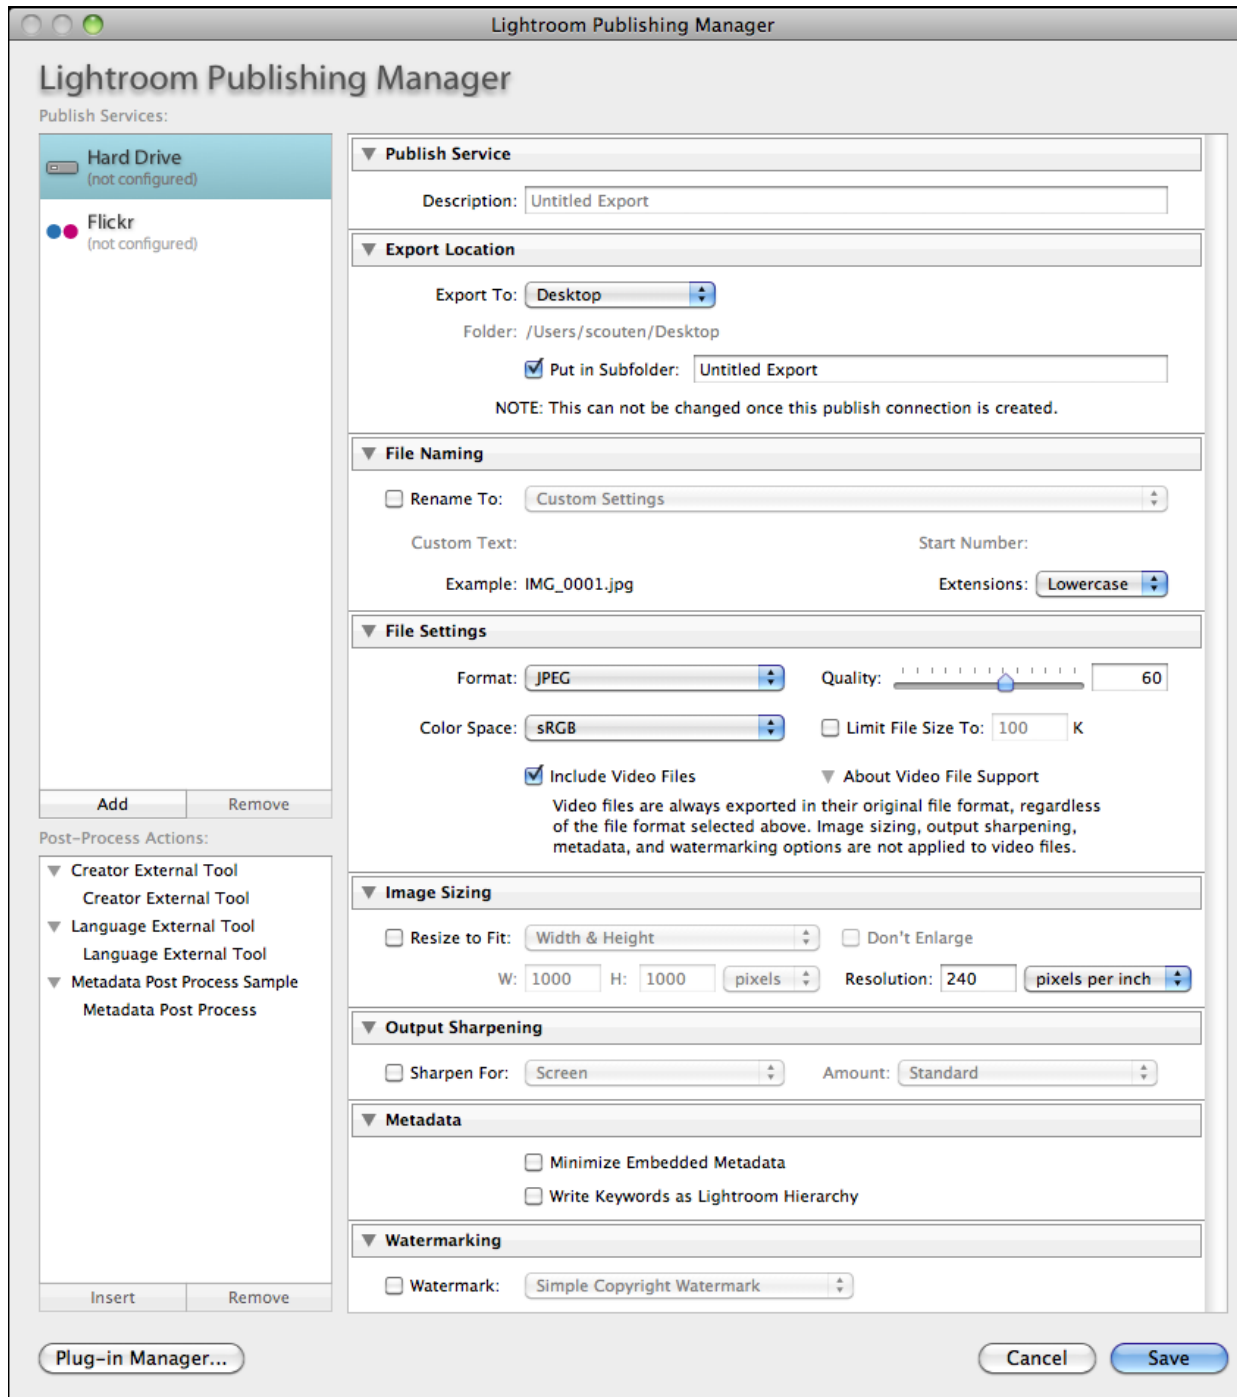 Lightroom Publishing Manager
Lightroom Publishing Manager
Publish Services:
Hard Drive
(not configured)
Flickr
(not configured)
Add Remove
Post-Process Actions:
Creator External Tool
Creator External Tool
Language External Tool
Language External Tool
Metadata Post Process Sample
Metadata Post Process
Insert Remove
Publish Service
Description: Untitled Export
Export Location
Export To: Desktop
Folder: /Users/scouten/Desktop
Put in Subfolder: Untitled Export
NOTE: This can not be changed once this publish connection is created.
File Naming
Rename To: Custom Settings
Custom Text: Start Number:
Example: IMG_0001.jpg Extensions: Lowercase
File Settings
Format: JPEG Quality: 60
Color Space: sRGB Limit File Size To: 100 K
Include Video Files About Video File Support
Video files are always exported in their original file format, regardless
of the file format selected above. Image sizing, output sharpening,
metadata, and watermarking options are not applied to video files.
Image Sizing
Resize to Fit: Width & Height Don't Enlarge
W: 1000 H: 1000 pixels Resolution: 240 pixels per inch
Output Sharpening
Sharpen For: Screen Amount: Standard
Metadata
Minimize Embedded Metadata
Write Keywords as Lightroom Hierarchy
Watermarking
Watermark: Simple Copyright Watermark
Plug-in Manager... Cancel Save